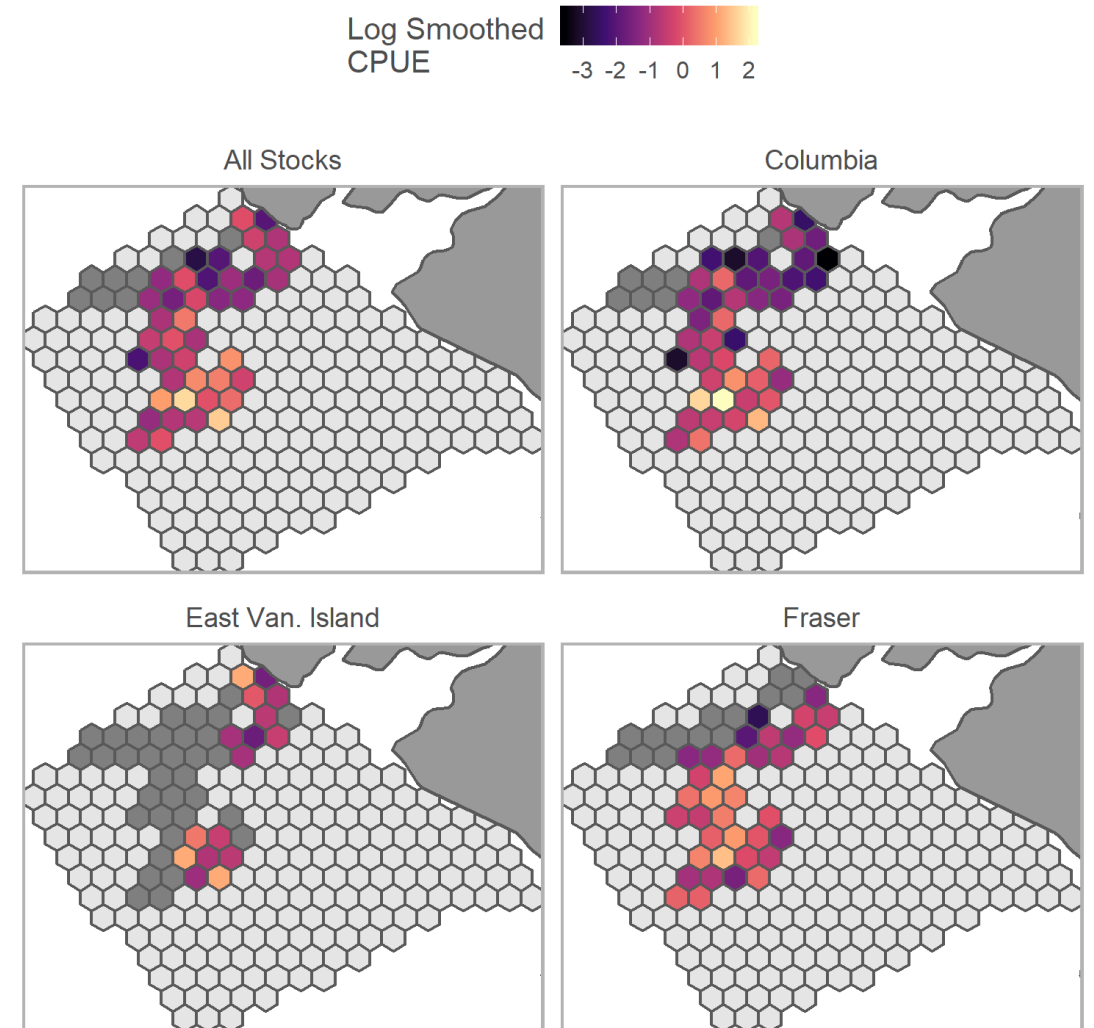 Log Smoothed
CPUE
-3 -2 -1 0 1 2
All Stocks
Columbia
East Van. Island
Fraser